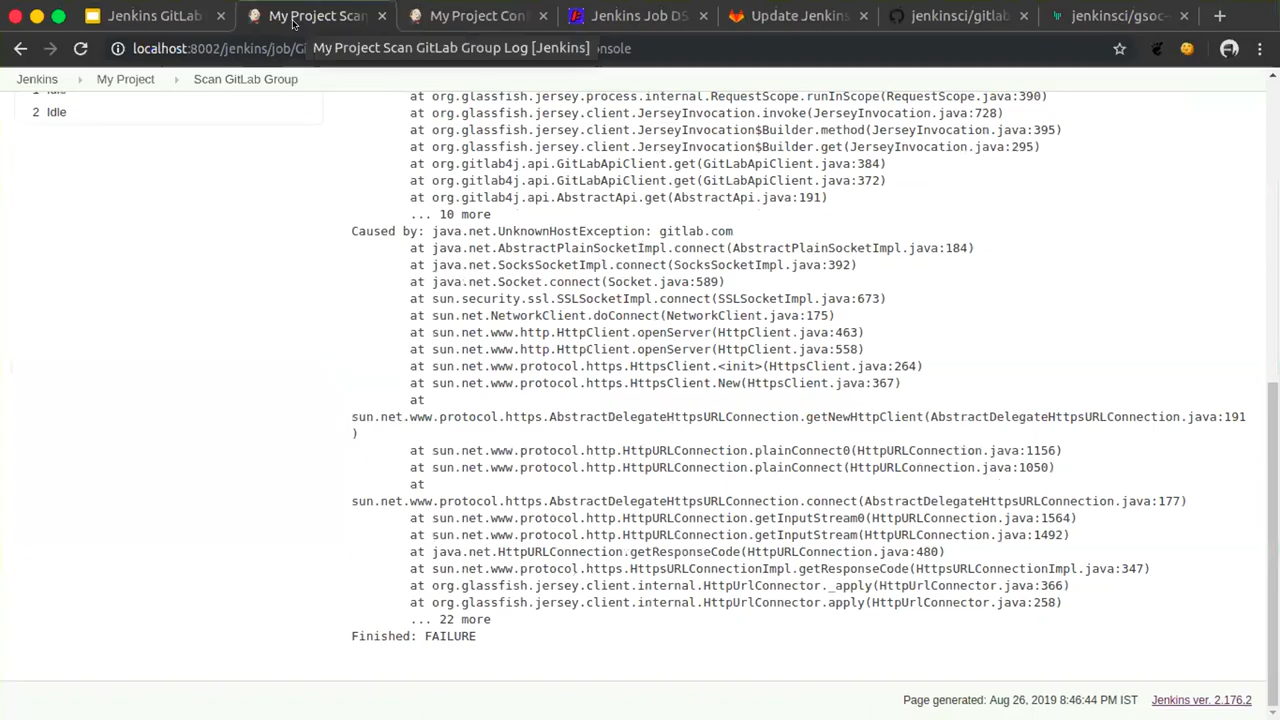 Jenkins GitLab
My Project Scan
My Project Con
Jenkins Job DS
Update Jenkins
jenkinsci/gitlab
jenkinsci/gsoc-
localhost:8002/jenkins/job/Gi
My Project Scan GitLab Group Log [Jenkins]
onsole
Jenkins
My Project
Scan GitLab Group
2 Idle
at org.glassfish.jersey.process.internal.RequestScope.runInScope(RequestScope.java:390)
at org.glassfish.jersey.client.JerseyInvocation.invoke(JerseyInvocation.java:728)
at org.glassfish.jersey.client.JerseyInvocation$Builder.method(JerseyInvocation.java:395)
at org.glassfish.jersey.client.JerseyInvocation$Builder.get(JerseyInvocation.java:295)
at org.gitlab4j.api.GitLabApiClient.get(GitLabApiClient.java:384)
at org.gitlab4j.api.GitLabApiClient.get(GitLabApiClient.java:372)
at org.gitlab4j.api.AbstractApi.get(AbstractApi.java:191)
... 10 more
Caused by: java.net.UnknownHostException: gitlab.com
at java.net.AbstractPlainSocketImpl.connect(AbstractPlainSocketImpl.java:184)
at java.net.SocksSocketImpl.connect(SocksSocketImpl.java:392)
at java.net.Socket.connect(Socket.java:589)
at sun.security.ssl.SSLSocketImpl.connect(SSLSocketImpl.java:673)
at sun.net.NetworkClient.doConnect(NetworkClient.java:175)
at sun.net.www.http.HttpClient.openServer(HttpClient.java:463)
at sun.net.www.http.HttpClient.openServer(HttpClient.java:558)
at sun.net.www.protocol.https.HttpsClient.<init>(HttpsClient.java:264)
at sun.net.www.protocol.https.HttpsClient.New(HttpsClient.java:367)
at
sun.net.www.protocol.https.AbstractDelegateHttpsURLConnection.getNewHttpClient(AbstractDelegateHttpsURLConnection.java:191
)
at sun.net.www.protocol.http.HttpURLConnection.plainConnect0(HttpURLConnection.java:1156)
at sun.net.www.protocol.http.HttpURLConnection.plainConnect(HttpURLConnection.java:1050)
at
sun.net.www.protocol.https.AbstractDelegateHttpsURLConnection.connect(AbstractDelegateHttpsURLConnection.java:177)
at sun.net.www.protocol.http.HttpURLConnection.getInputStream0(HttpURLConnection.java:1564)
at sun.net.www.protocol.http.HttpURLConnection.getInputStream(HttpURLConnection.java:1492)
at java.net.HttpURLConnection.getResponseCode(HttpURLConnection.java:480)
at sun.net.www.protocol.https.HttpsURLConnectionImpl.getResponseCode(HttpsURLConnectionImpl.java:347)
at org.glassfish.jersey.client.internal.HttpUrlConnector._apply(HttpUrlConnector.java:366)
at org.glassfish.jersey.client.internal.HttpUrlConnector.apply(HttpUrlConnector.java:258)
... 22 more
Finished: FAILURE
Page generated: Aug 26, 2019 8:46:44 PM IST
Jenkins ver. 2.176.2